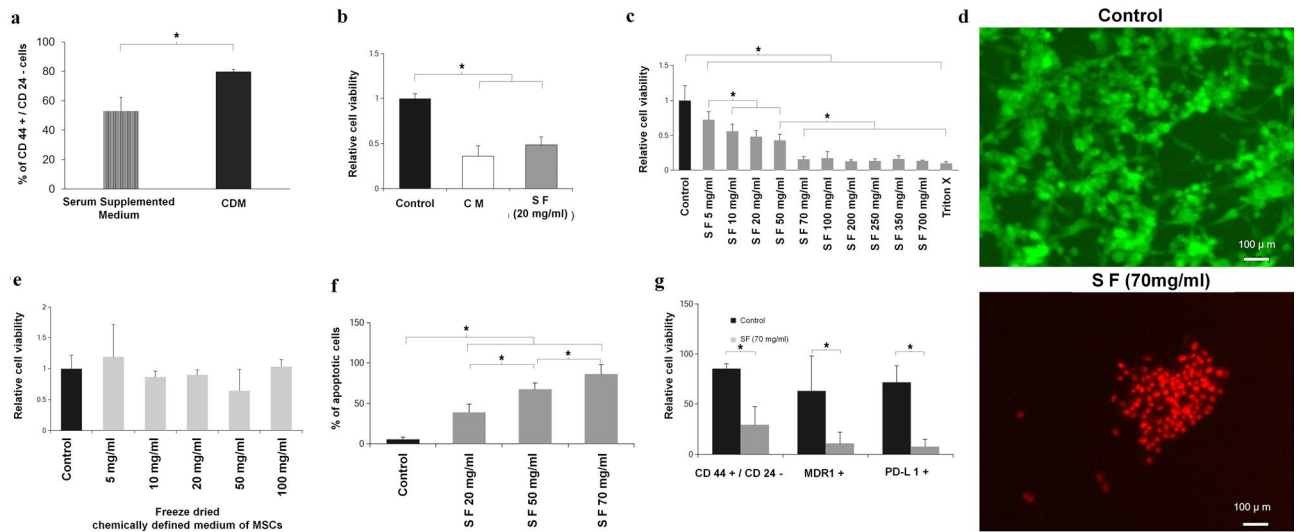 a
% of CD 44 + / CD 24 - cells
100
80
60
40
20
0
*
Serum Supplemented
Medium
CDM
b
Relative cell viability
1.5
1
0.5
0
*
Control
C M
S F
(20 mg/ml )
c
Relative cell viability
1.5
1
0.5
0
*
*
*
Control
S F 5 mg/ml
S F 10 mg/ml
S F 20 mg/ml
S F 50 mg/ml
S F 70 mg/ml
S F 100 mg/ml
S F 200 mg/ml
S F 250 mg/ml
S F 350 mg/ml
S F 700 mg/ml
Triton X
d
Control
100 µ m
S F (70mg/ml)
100 µ m
e
Relative cell viability
2
1.5
1
0.5
0
Control
5 mg/ml
10 mg/ml
20 mg/ml
50 mg/ml
100 mg/ml
Freeze dried
chemically defined medium of MSCs
f
% of apoptotic cells
150
100
50
0
*
*
*
Control
S F 20 mg/ml
S F 50 mg/ml
S F 70 mg/ml
g
Relative cell viability
150
100
50
0
Control
SF (70 mg/ml)
*
*
*
CD 44 + / CD 24 -
MDR1 +
PD-L 1 +